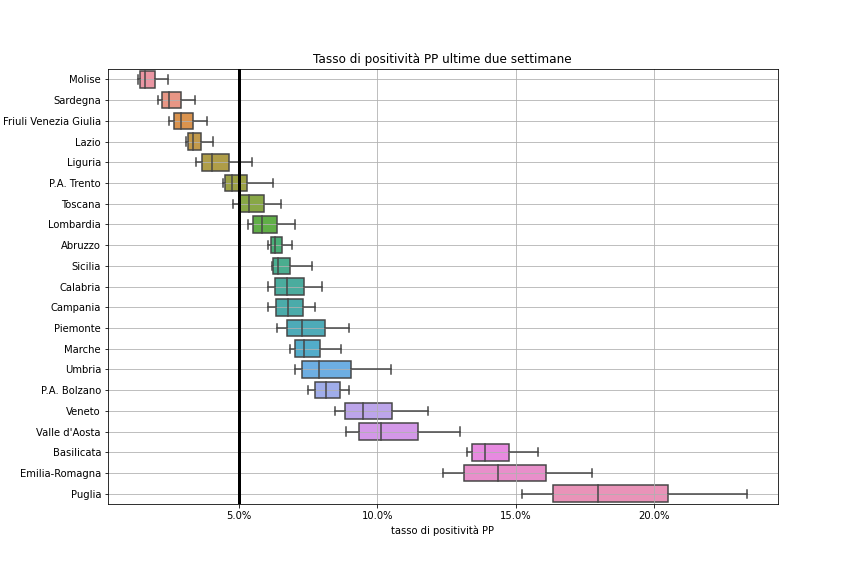 Tasso di positività PP ultime due settimane
Molise
Sardegna
Friuli Venezia Giulia
Lazio
Liguria
P.A. Trento
Toscana
Lombardia
Abruzzo
Sicilia
Calabria
Campania
Piemonte
Marche
Umbria
P.A. Bolzano
Veneto
Valle d'Aosta
Basilicata
Emilia-Romagna
Puglia
5.0% 10.0% 15.0% 20.0%
tasso di positività PP